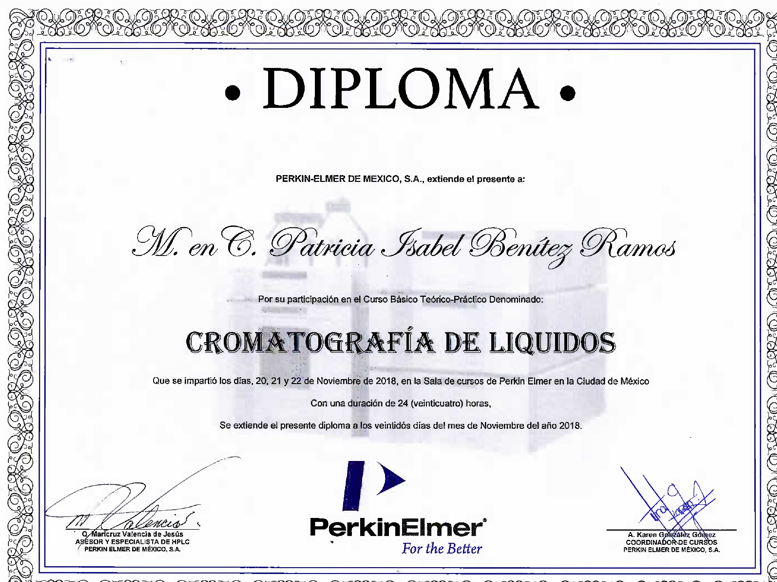 • DIPLOMA •
PERKIN-ELMER DE MEXICO, S.A., extiende el presente a:
M. en C. Patricia Isabel Benítez Ramos
Por su participación en el Curso Básico Teórico-Práctico Denominado:
CROMATOGRAFÍA DE LIQUIDOS
Que se impartió los días, 20, 21 y 22 de Noviembre de 2018, en la Sala de cursos de Perkin Elmer en la Ciudad de México
Con una duración de 24 (veinticuatro) horas,
Se extiende el presente diploma a los veintidós días del mes de Noviembre del año 2018.
Q. Maricruz Valencia de Jesús
ASESOR Y ESPECIALISTA DE HPLC
PERKIN ELMER DE MÉXICO, S.A.
PerkinElmer®
For the Better
A. Karen González Gómez
COORDINADOR DE CURSOS
PERKIN ELMER DE MÉXICO, S.A.